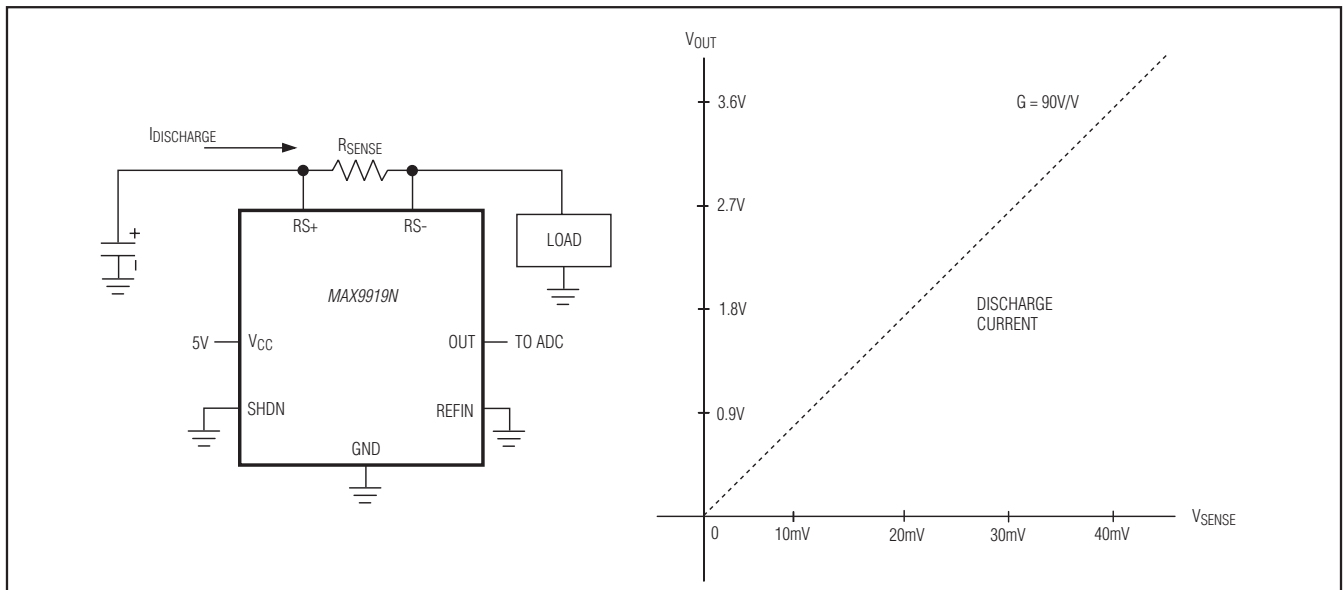 IDISCHARGE
RSENSE
RS+
RS-
+
LOAD
MAX9919N
5V
VCC
OUT
TO ADC
SHDN
REFIN
GND
VOUT
3.6V
G = 90V/V
2.7V
1.8V
DISCHARGE
CURRENT
0.9V
0
10mV
20mV
30mV
40mV
VSENSE